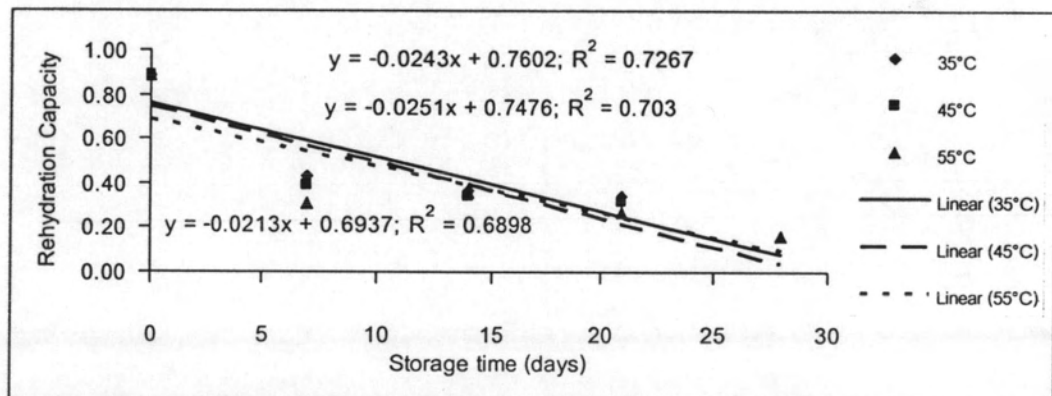 y = -0.0243x + 0.7602; R² = 0.7267
y = -0.0251x + 0.7476; R² = 0.703
y = -0.0213x + 0.6937; R² 0.6898
Rehydration Capacity
1.00
0.80
0.60
0.40
0.20
0.00
0
5
10
15
20
25
30
Storage time (days)
35°C
45°C
55°C
Linear (35°C)
Linear (45°C)
Linear (55°C)